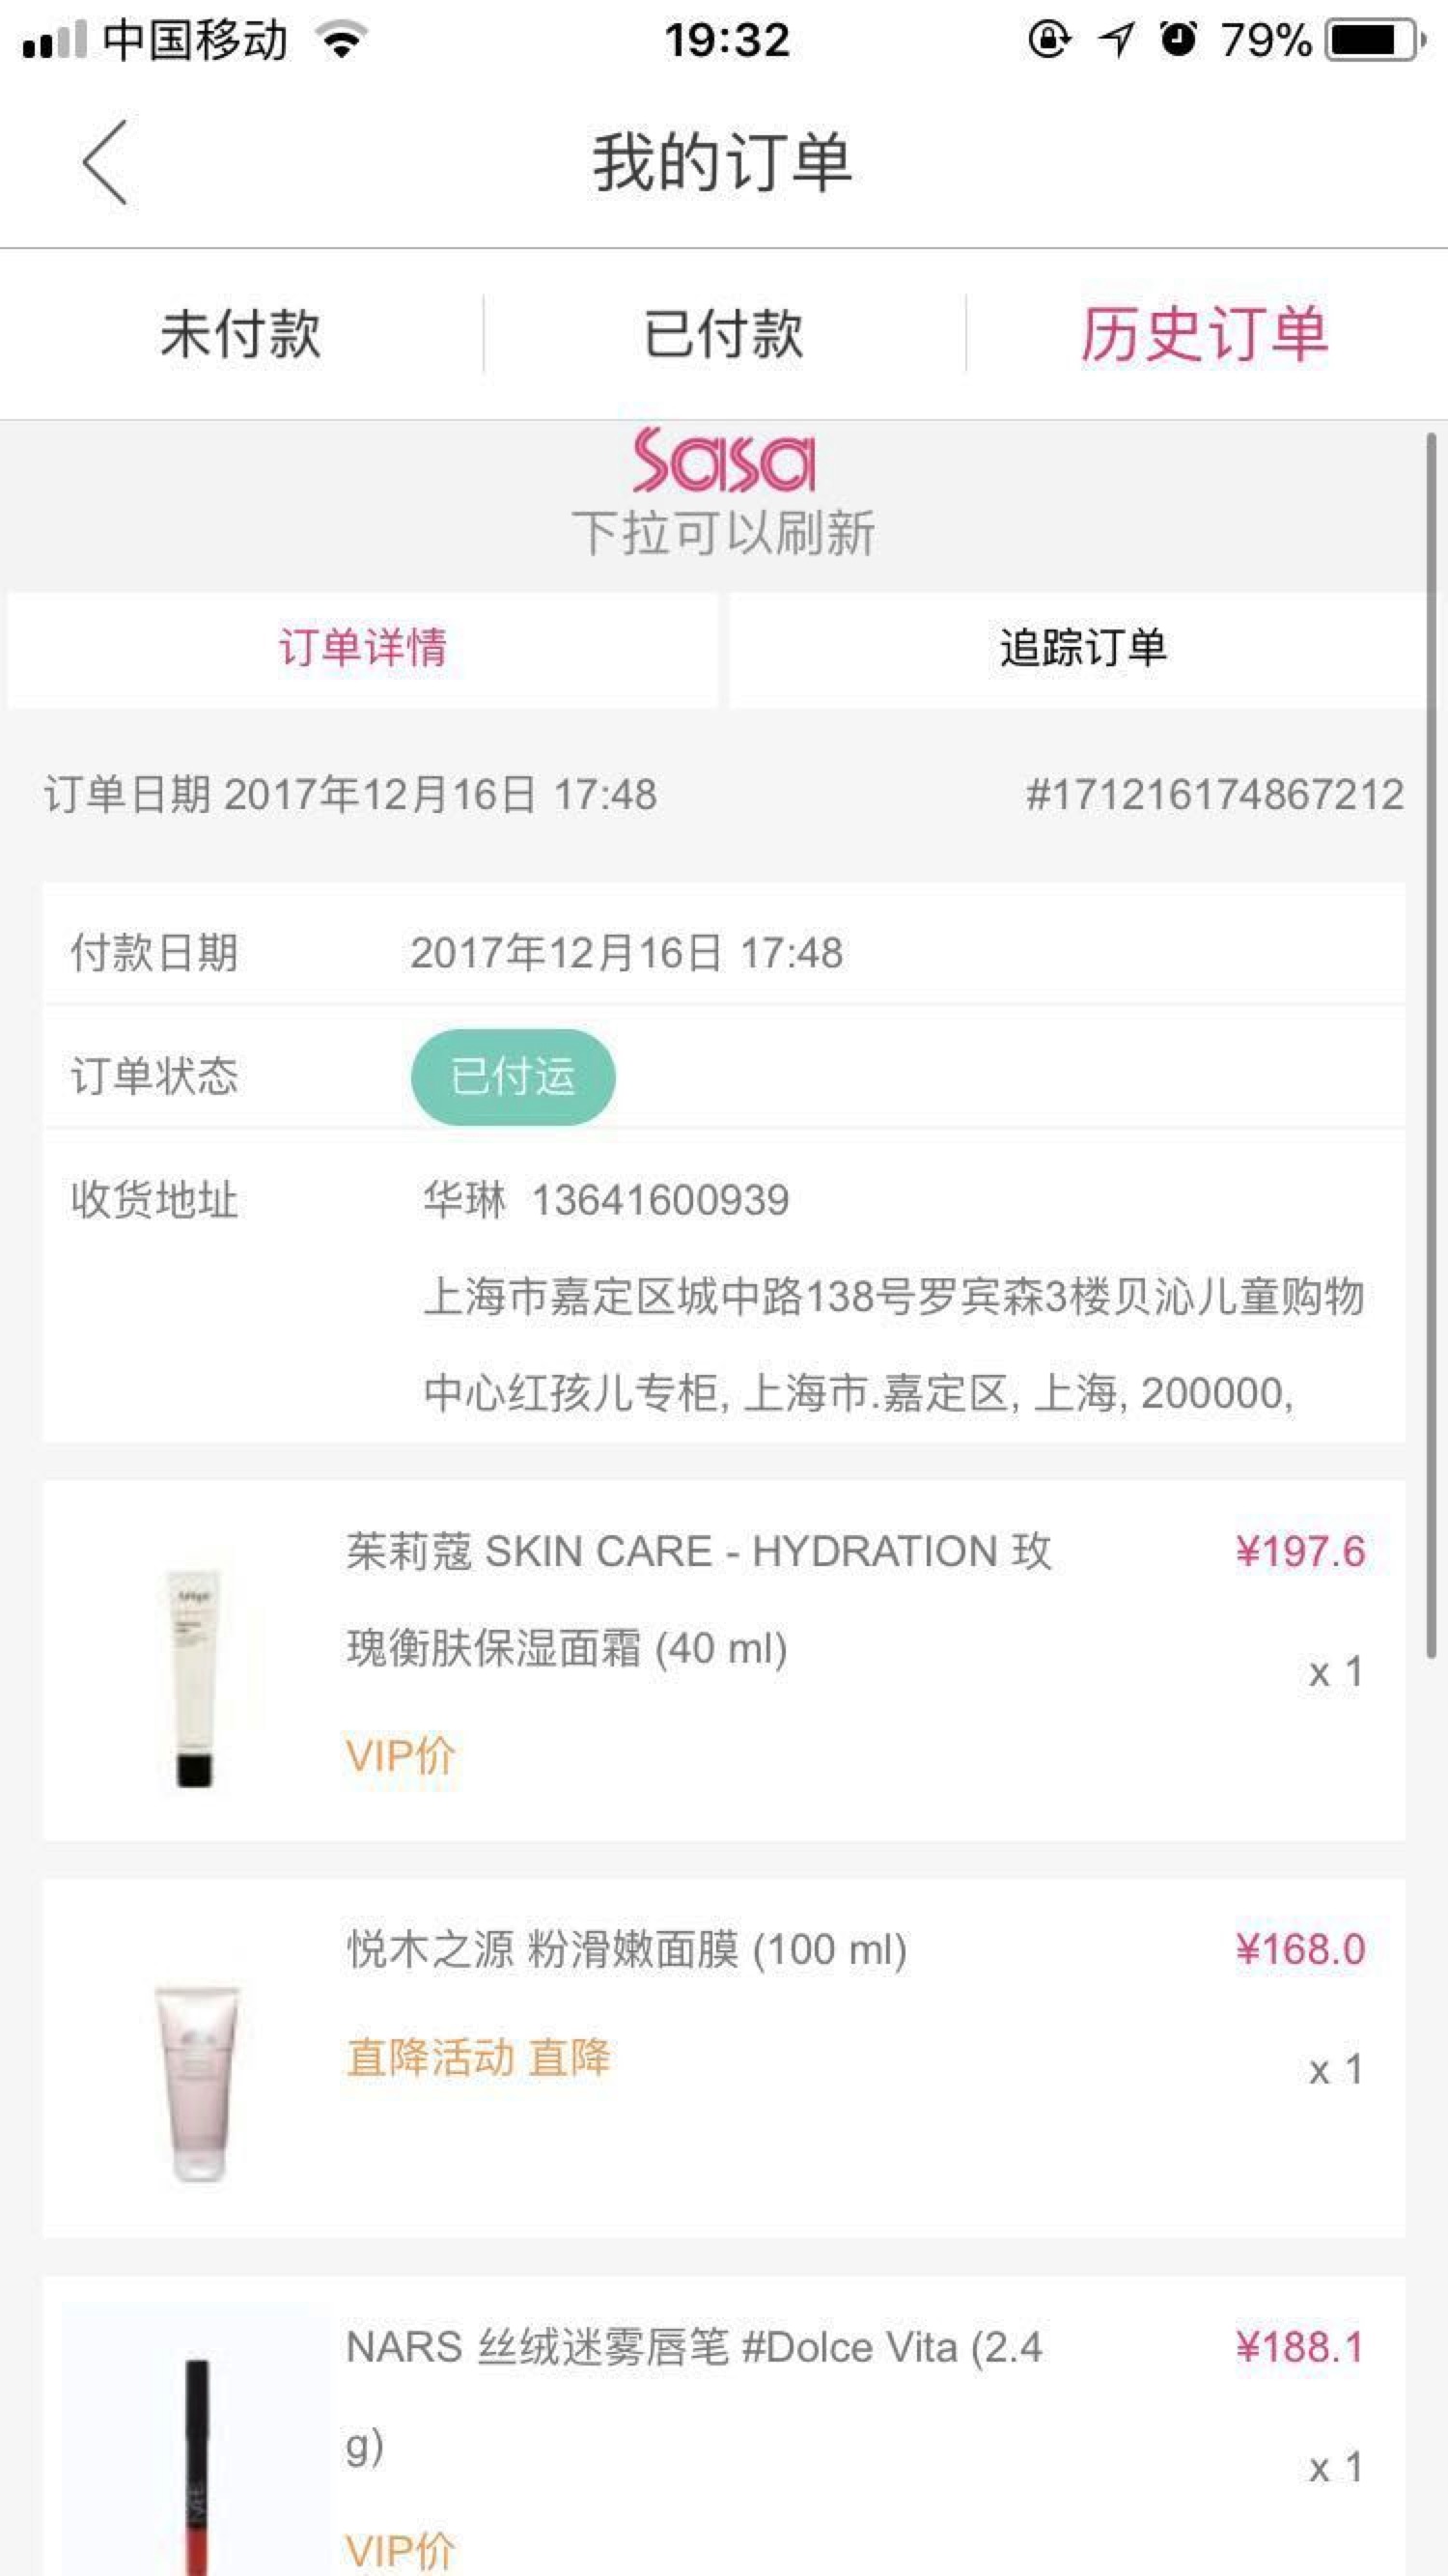 中国移动
19:32
79%
我的订单
未付款
已付款
历史订单
Sasa
下拉可以刷新
订单详情
追踪订单
订单日期 2017年12月16日 17:48
#171216174867212
付款日期
2017年12月16日 17:48
订单状态
已付运
收货地址
华琳 13641600939
上海市嘉定区城中路138号罗宾森3楼贝沁儿童购物
中心红孩儿专柜, 上海市.嘉定区, 上海, 200000,
茱莉蔻 SKIN CARE - HYDRATION 玫
¥197.6
瑰衡肤保湿面霜 (40 ml)
x 1
VIP价
悦木之源 粉滑嫩面膜 (100 ml)
¥168.0
直降活动 直降
x 1
NARS 丝绒迷雾唇笔 #Dolce Vita (2.4
¥188.1
g)
x 1
VIP价
NARS